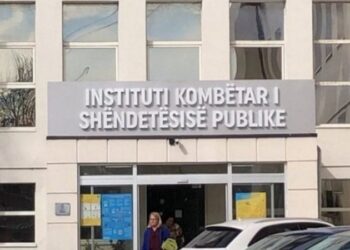 INSTITUTI KOMBËTAR I
SHËNDETËSISË PUBLIKE